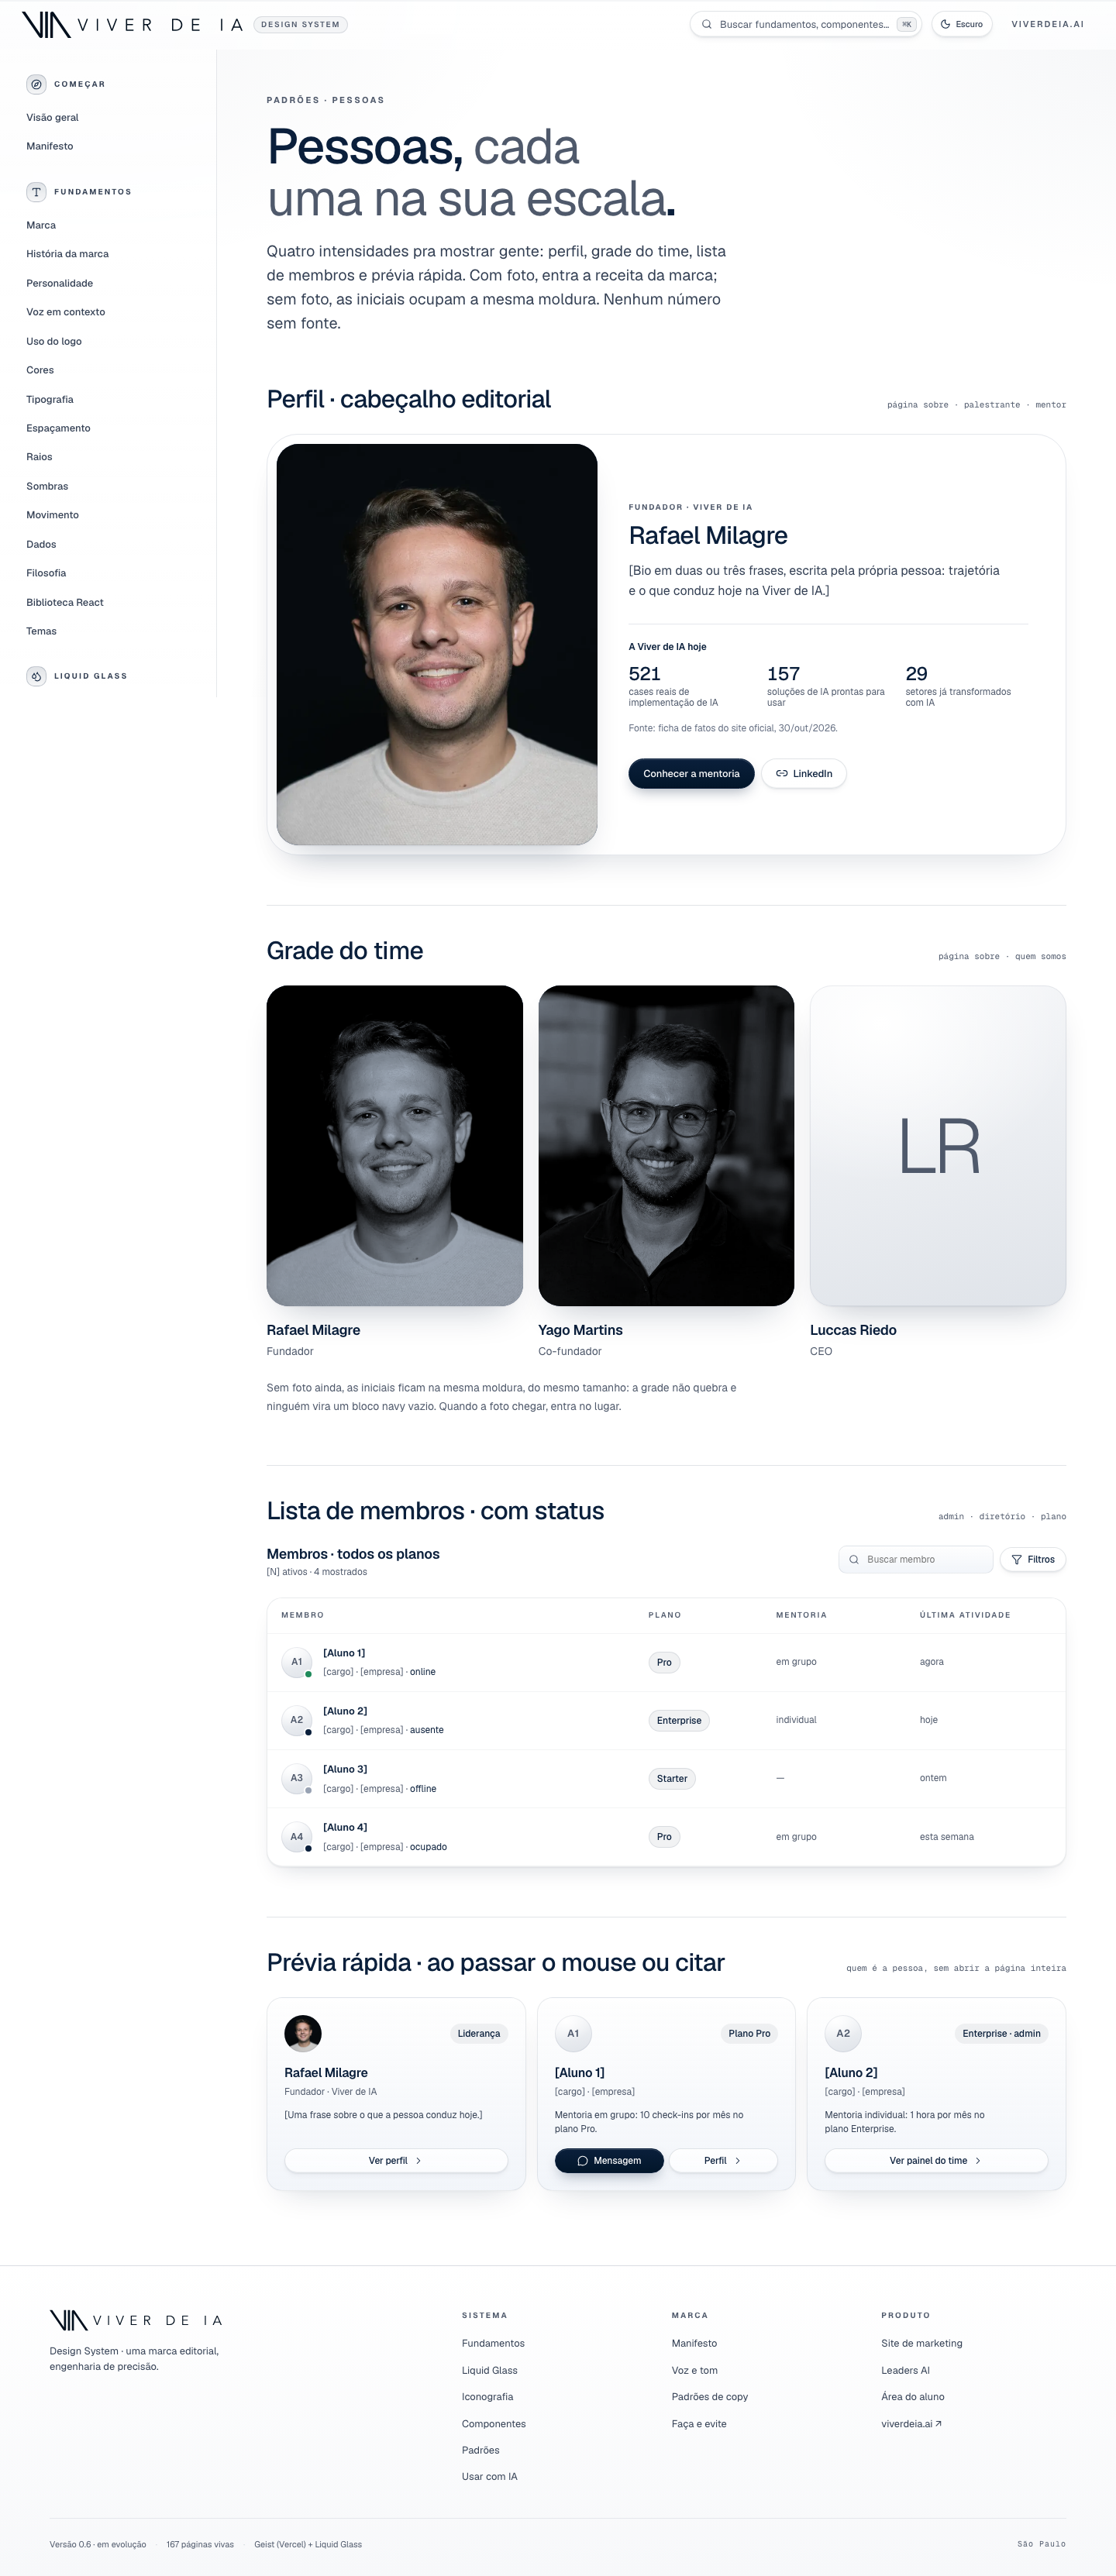 VIVER DE IA
DESIGN SYSTEM
Buscar fundamentos, componentes...
⌘K
Escuro
VIVERDEIA.AI
COMEÇAR
Visão geral
Manifesto
FUNDAMENTOS
Marca
História da marca
Personalidade
Voz em contexto
Uso do logo
Cores
Tipografia
Espaçamento
Raios
Sombras
Movimento
Dados
Filosofia
Biblioteca React
Temas
LIQUID GLASS
PADRÕES · PESSOAS
Pessoas, cada
uma na sua escala.
Quatro intensidades pra mostrar gente: perfil, grade do time, lista
de membros e prévia rápida. Com foto, entra a receita da marca;
sem foto, as iniciais ocupam a mesma moldura. Nenhum número
sem fonte.
Perfil · cabeçalho editorial
página sobre · palestrante · mentor
FUNDADOR · VIVER DE IA
Rafael Milagre
[Bio em duas ou três frases, escrita pela própria pessoa: trajetória
e o que conduz hoje na Viver de IA.]
A Viver de IA hoje
521
cases reais de
implementação de IA
157
soluções de IA prontas para
usar
29
setores já transformados
com IA
Fonte: ficha de fatos do site oficial, 30/out/2026.
Conhecer a mentoria
LinkedIn
Grade do time
página sobre · quem somos
LR
Rafael Milagre
Fundador
Yago Martins
Co-fundador
Luccas Riedo
CEO
Sem foto ainda, as iniciais ficam na mesma moldura, do mesmo tamanho: a grade não quebra e
ninguém vira um bloco navy vazio. Quando a foto chegar, entra no lugar.
Lista de membros · com status
admin · diretório · plano
Membros · todos os planos
[N] ativos · 4 mostrados
Buscar membro
Filtros
MEMBRO PLANO MENTORIA ÚLTIMA ATIVIDADE
A1
[Aluno 1]
[cargo] · [empresa] · online
Pro
em grupo
agora
A2
[Aluno 2]
[cargo] · [empresa] · ausente
Enterprise
individual
hoje
A3
[Aluno 3]
[cargo] · [empresa] · offline
Starter
—
ontem
A4
[Aluno 4]
[cargo] · [empresa] · ocupado
Pro
em grupo
esta semana
Prévia rápida · ao passar o mouse ou citar
quem é a pessoa, sem abrir a página inteira
Liderança
Rafael Milagre
Fundador · Viver de IA
[Uma frase sobre o que a pessoa conduz hoje.]
Ver perfil
A1
Plano Pro
[Aluno 1]
[cargo] · [empresa]
Mentoria em grupo: 10 check-ins por mês no
plano Pro.
Mensagem
Perfil
A2
Enterprise · admin
[Aluno 2]
[cargo] · [empresa]
Mentoria individual: 1 hora por mês no
plano Enterprise.
Ver painel do time
VIVER DE IA
Design System · uma marca editorial,
engenharia de precisão.
SISTEMA
Fundamentos
Liquid Glass
Iconografia
Componentes
Padrões
Usar com IA
MARCA
Manifesto
Voz e tom
Padrões de copy
Faça e evite
PRODUTO
Site de marketing
Leaders AI
Área do aluno
viverdeia.ai ↗
Versão 0.6 · em evolução · 167 páginas vivas · Geist (Vercel) + Liquid Glass
São Paulo